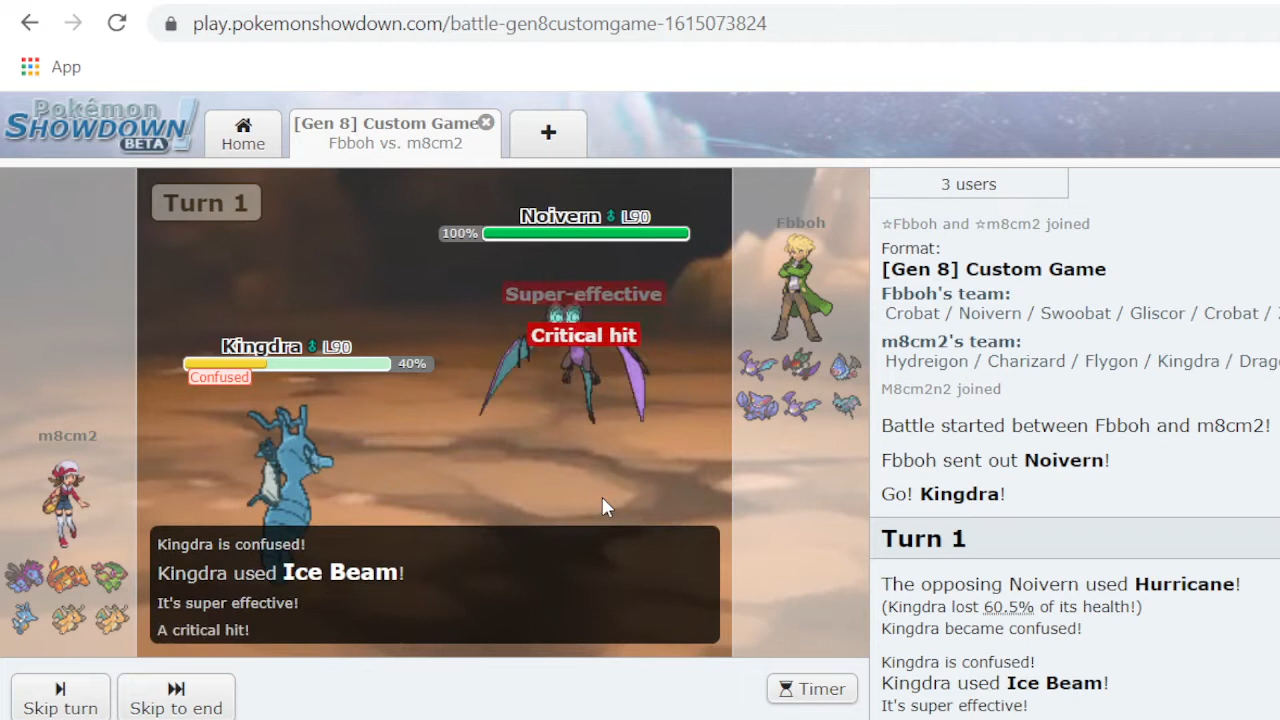 play.pokemonshowdown.com/battle-gen8customgame-1615073824
App
Pokémon
SHOWDOWN!
BETA
Home
[Gen 8] Custom Game
Fbboh vs. m8cm2
+
Turn 1
Noivern L90
100%
Super-effective
Critical hit
Kingdra L90
40%
Confused
m8cm2
Fbboh
Kingdra is confused!
Kingdra used Ice Beam!
It's super effective!
A critical hit!
Skip turn
Skip to end
Timer
3 users
☆Fbboh and ☆m8cm2 joined
Format:
[Gen 8] Custom Game
Fbboh's team:
Crobat / Noivern / Swoobat / Gliscor / Crobat /
m8cm2's team:
Hydreigon / Charizard / Flygon / Kingdra / Drag
M8cm2n2 joined
Battle started between Fbboh and m8cm2!
Fbboh sent out Noivern!
Go! Kingdra!
Turn 1
The opposing Noivern used Hurricane!
(Kingdra lost 60.5% of its health!)
Kingdra became confused!
Kingdra is confused!
Kingdra used Ice Beam!
It's super effective!